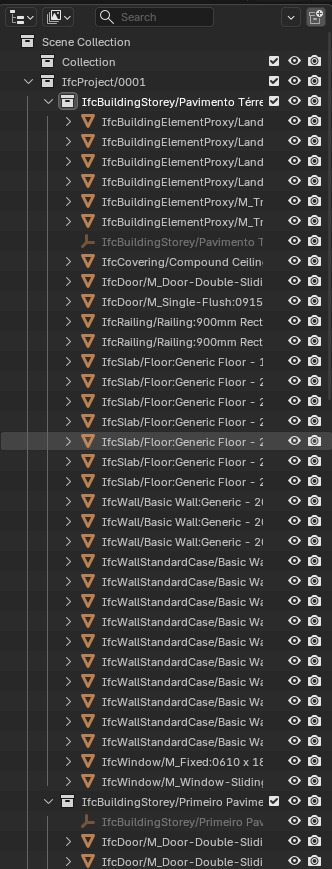 Search
Scene Collection
Collection
IfcProject/0001
IfcBuildingStorey/Pavimento Térre
IfcBuildingElementProxy/Land
IfcBuildingElementProxy/Land
IfcBuildingElementProxy/Land
IfcBuildingElementProxy/Land
IfcBuildingElementProxy/M_Tr
IfcBuildingElementProxy/M_Tr
IfcBuildingStorey/Pavimento T
IfcCovering/Compound Ceilin
IfcDoor/M_Door-Double-Slidi
IfcDoor/M_Single-Flush:0915
IfcRailing/Railing:900mm Rect
IfcRailing/Railing:900mm Rect
IfcSlab/Floor:Generic Floor - 1
IfcSlab/Floor:Generic Floor - 2
IfcSlab/Floor:Generic Floor - 2
IfcSlab/Floor:Generic Floor - 2
IfcSlab/Floor:Generic Floor - 2
IfcSlab/Floor:Generic Floor - 2
IfcSlab/Floor:Generic Floor - 2
IfcWall/Basic Wall:Generic - 20
IfcWall/Basic Wall:Generic - 20
IfcWall/Basic Wall:Generic - 20
IfcWallStandardCase/Basic Wa
IfcWallStandardCase/Basic Wa
IfcWallStandardCase/Basic Wa
IfcWallStandardCase/Basic Wa
IfcWallStandardCase/Basic Wa
IfcWallStandardCase/Basic Wa
IfcWallStandardCase/Basic Wa
IfcWallStandardCase/Basic Wa
IfcWallStandardCase/Basic Wa
IfcWallStandardCase/Basic Wa
IfcWindow/M_Fixed:0610 x 18
IfcWindow/M_Window-Sliding
IfcBuildingStorey/Primeiro Pavime
IfcBuildingStorey/Primeiro Pav
IfcDoor/M_Door-Double-Slidi
IfcDoor/M_Door-Double-Slidi